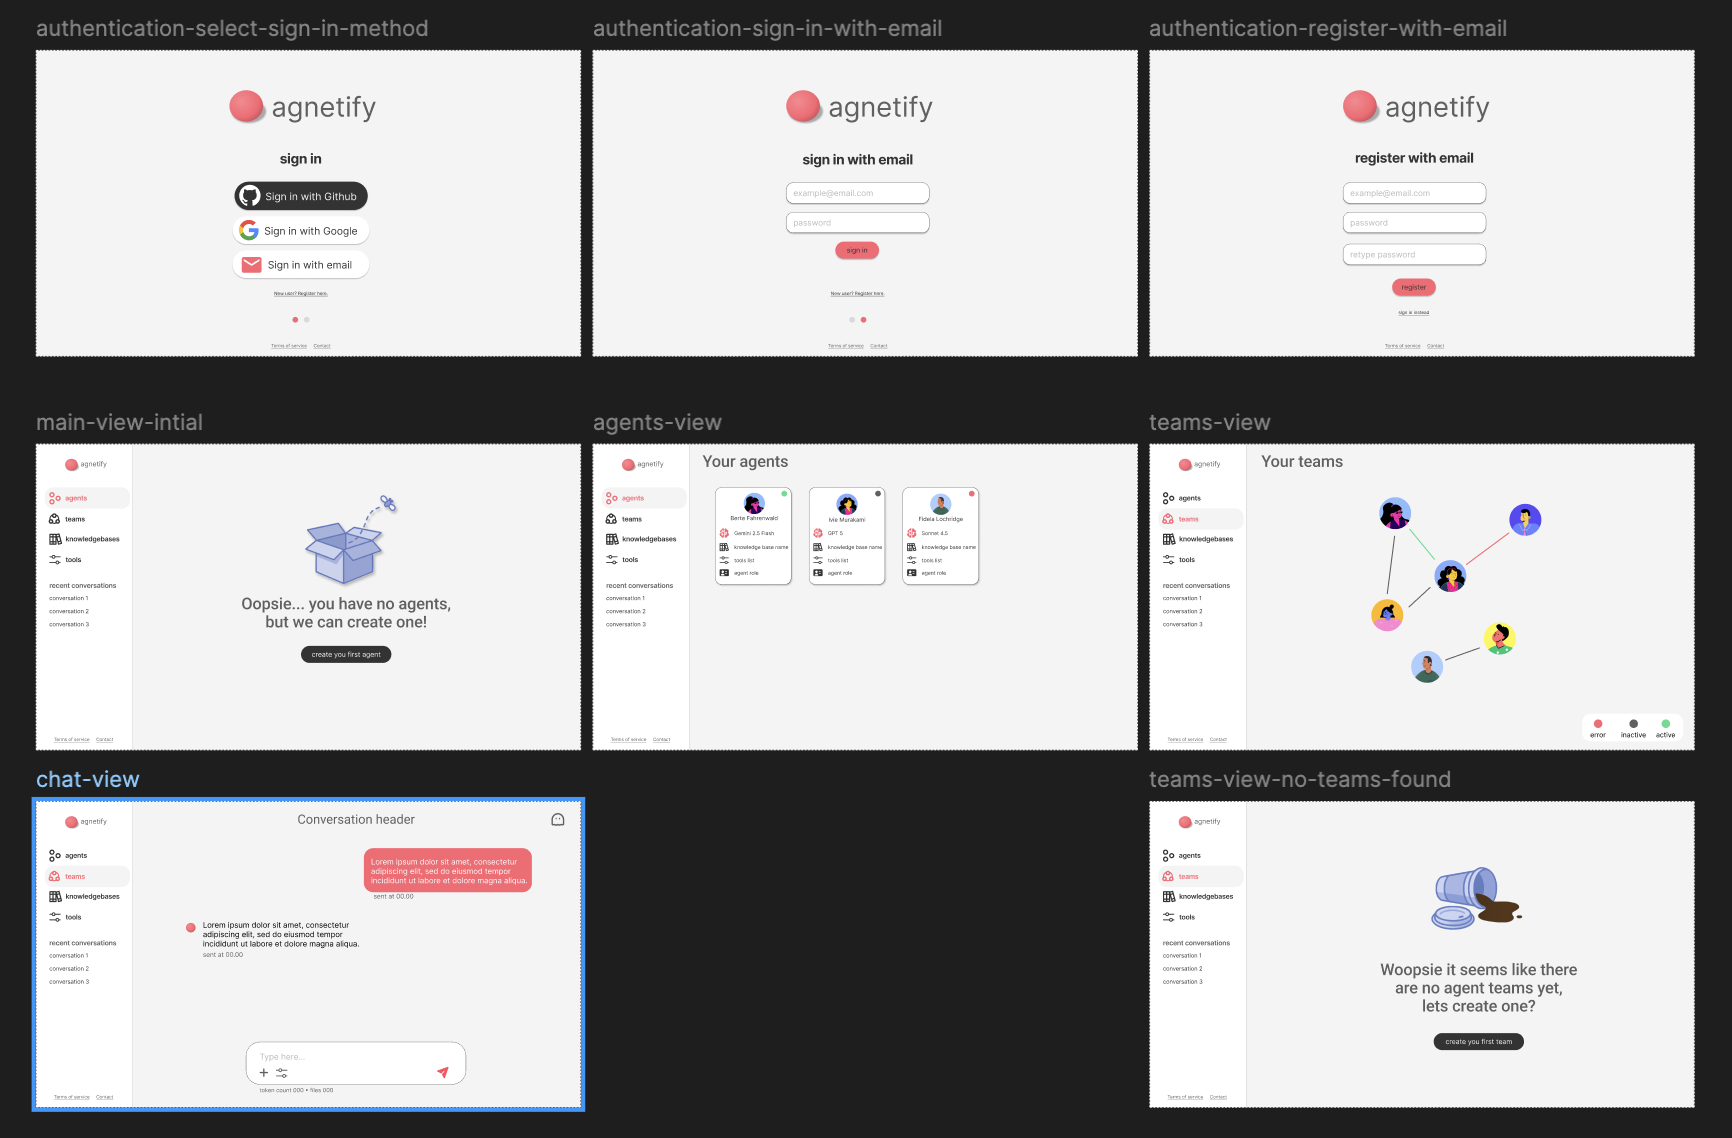 authentication-select-sign-in-method
agnetify
sign in
Sign in with Github
Sign in with Google
Sign in with email
New user? Register here.
Terms of service Contact
authentication-sign-in-with-email
agnetify
sign in with email
example@email.com
password
sign in
New user? Register here.
Terms of service Contact
authentication-register-with-email
agnetify
register with email
example@email.com
password
retype password
register
sign in instead
Terms of service Contact
main-view-intial
agnetify
agents
teams
knowledgebases
tools
recent conversations
conversation 1
conversation 2
conversation 3
Oopsie... you have no agents,
but we can create one!
create you first agent
Terms of service Contact
agents-view
agnetify
agents
teams
knowledgebases
tools
recent conversations
conversation 1
conversation 2
conversation 3
Terms of service Contact
Your agents
Berta Fahrenwald
Gemini 2.5 Flash
knowledge base name
tools list
agent role
Ivie Murakami
GPT 5
knowledge base name
tools list
agent role
Fidela Lochridge
Sonnet 4.5
knowledge base name
tools list
agent role
teams-view
agnetify
agents
teams
knowledgebases
tools
recent conversations
conversation 1
conversation 2
conversation 3
Terms of service Contact
Your teams
error inactive active
chat-view
agnetify
agents
teams
knowledgebases
tools
recent conversations
conversation 1
conversation 2
conversation 3
Terms of service Contact
Conversation header
Lorem ipsum dolor sit amet, consectetur
adipiscing elit, sed do eiusmod tempor
incididunt ut labore et dolore magna aliqua.
sent at 00.00
Lorem ipsum dolor sit amet, consectetur
adipiscing elit, sed do eiusmod tempor
incididunt ut labore et dolore magna aliqua.
sent at 00.00
Type here...
token count 000 • files 000
teams-view-no-teams-found
agnetify
agents
teams
knowledgebases
tools
recent conversations
conversation 1
conversation 2
conversation 3
Terms of service Contact
Woopsie it seems like there
are no agent teams yet,
lets create one?
create you first team